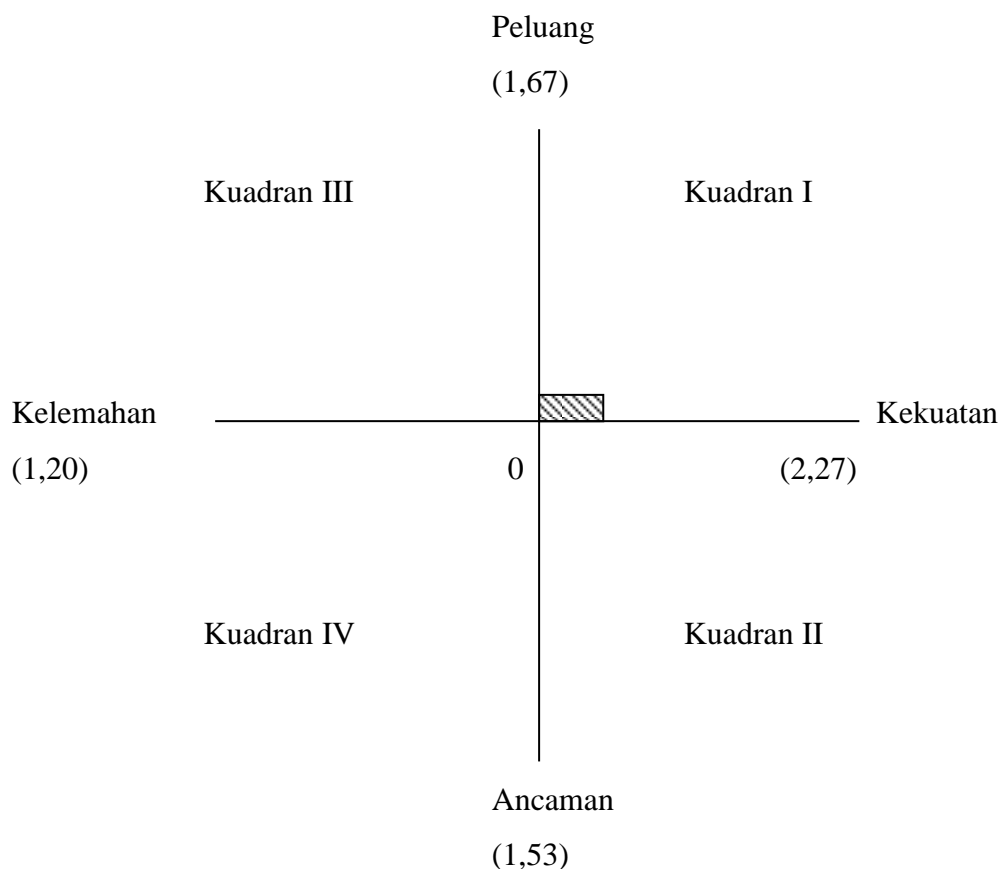 Peluang
(1,67)
Kuadran III
Kuadran I
Kelemahan
Kekuatan
(1,20)
0
(2,27)
Kuadran IV
Kuadran II
Ancaman
(1,53)